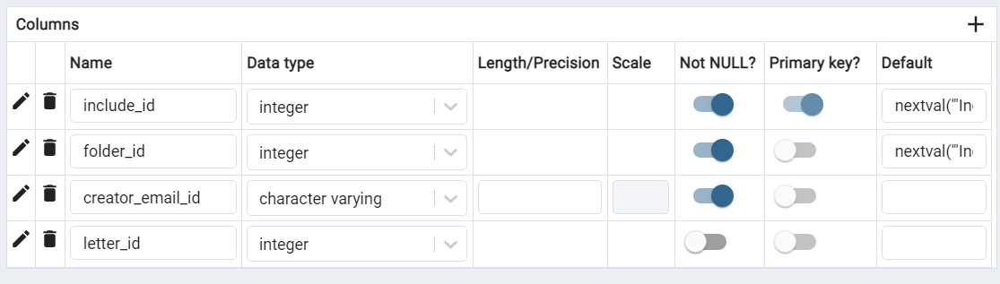 Columns
Name Data type Length/Precision Scale Not NULL? Primary key? Default
include_id integer nextval('"In
folder_id integer nextval('"In
creator_email_id character varying
letter_id integer